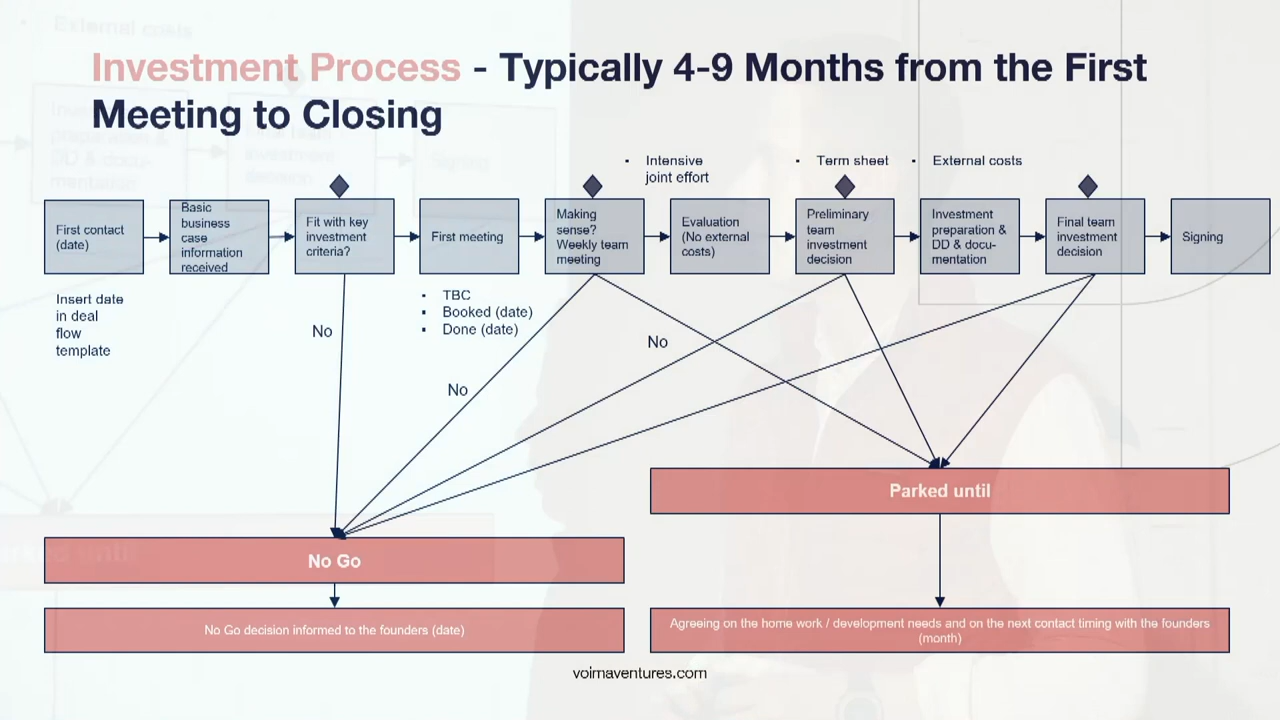 Investment Process - Typically 4-9 Months from the First
Meeting to Closing
▪ Intensive
joint effort
▪ Term sheet
▪ External costs
First contact
(date)
Basic
business
case
information
received
Fit with key
investment
criteria?
First meeting
Making
sense?
Weekly team
meeting
Evaluation
(No external
costs)
Preliminary
team
investment
decision
Investment
preparation &
DD & docu-
mentation
Final team
investment
decision
Signing
Insert date
in deal
flow
template
▪ TBC
▪ Booked (date)
▪ Done (date)
No
No
No
Parked until
No Go
No Go decision informed to the founders (date)
Agreeing on the home work / development needs and on the next contact timing with the founders
(month)
voimaventures.com
External costs